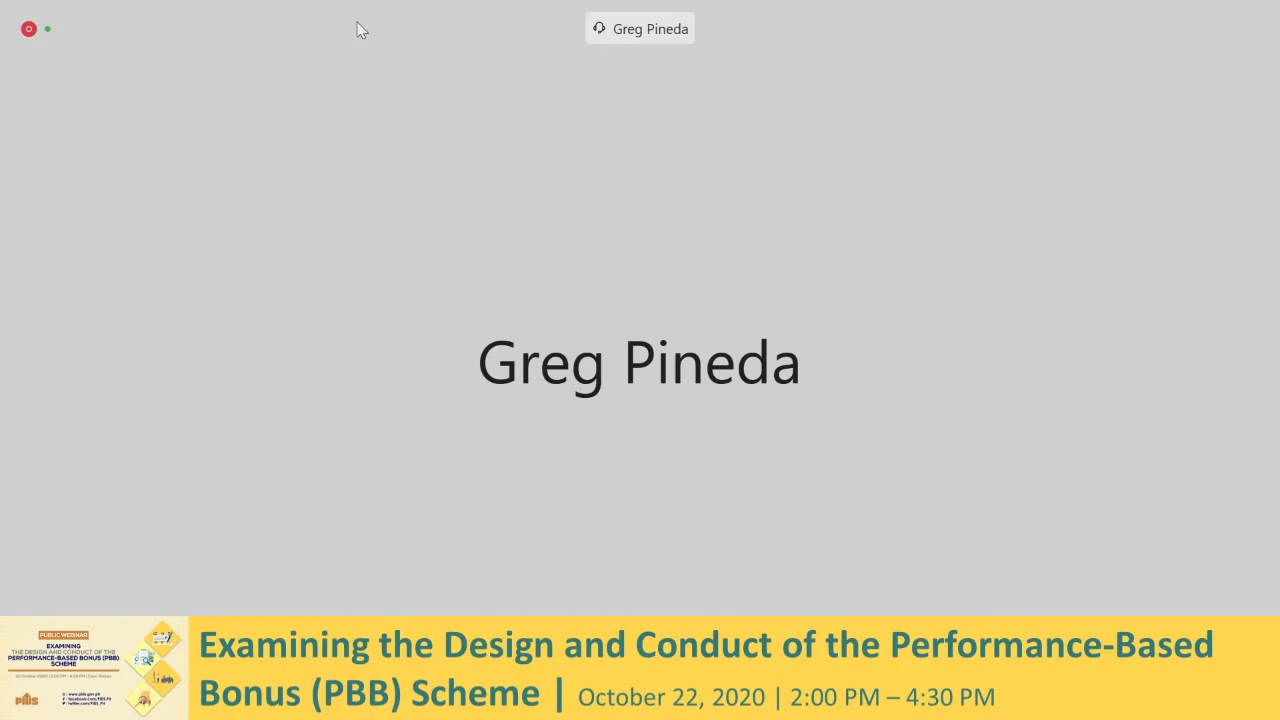 Greg Pineda
Greg Pineda
PUBLIC WEBINAR
EXAMINING
THE DESIGN AND CONDUCT OF THE
PERFORMANCE-BASED BONUS (PBB)
SCHEME
Examining the Design and Conduct of the Performance-Based
Bonus (PBB) Scheme | October 22, 2020 | 2:00 PM – 4:30 PM